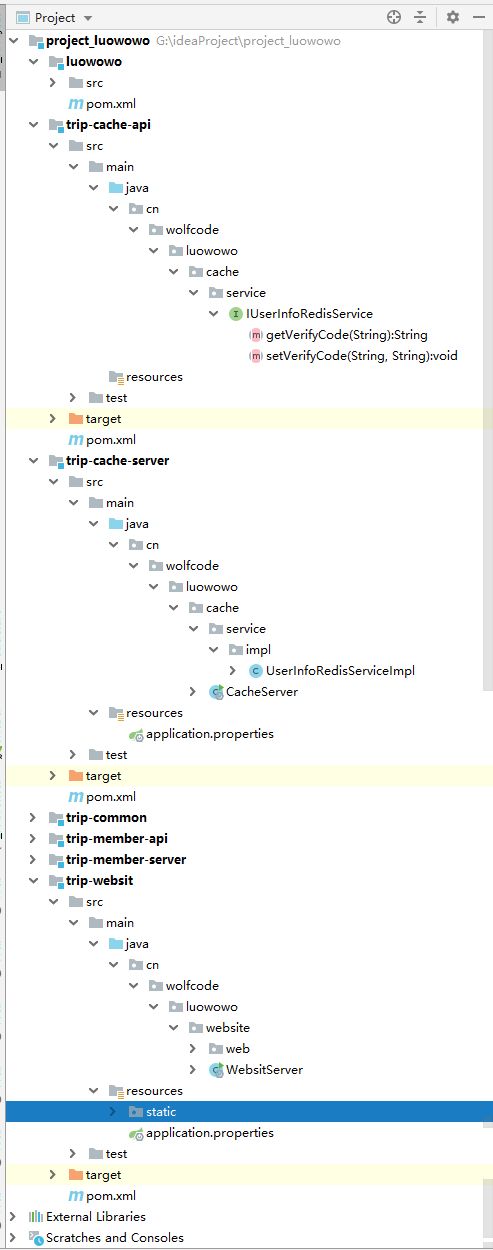 Project
project_luowowo G:\ideaProject\project_luowowo
luowowo
src
pom.xml
trip-cache-api
src
main
java
cn
wolfcode
luowowo
cache
service
IUserInfoRedisService
getVerifyCode(String):String
setVerifyCode(String, String):void
resources
test
target
pom.xml
trip-cache-server
src
main
java
cn
wolfcode
luowowo
cache
service
impl
UserInfoRedisServiceImpl
CacheServer
resources
application.properties
test
target
pom.xml
trip-common
trip-member-api
trip-member-server
trip-websit
src
main
java
cn
wolfcode
luowowo
website
web
WebsitServer
resources
static
application.properties
test
target
pom.xml
External Libraries
Scratches and Consoles